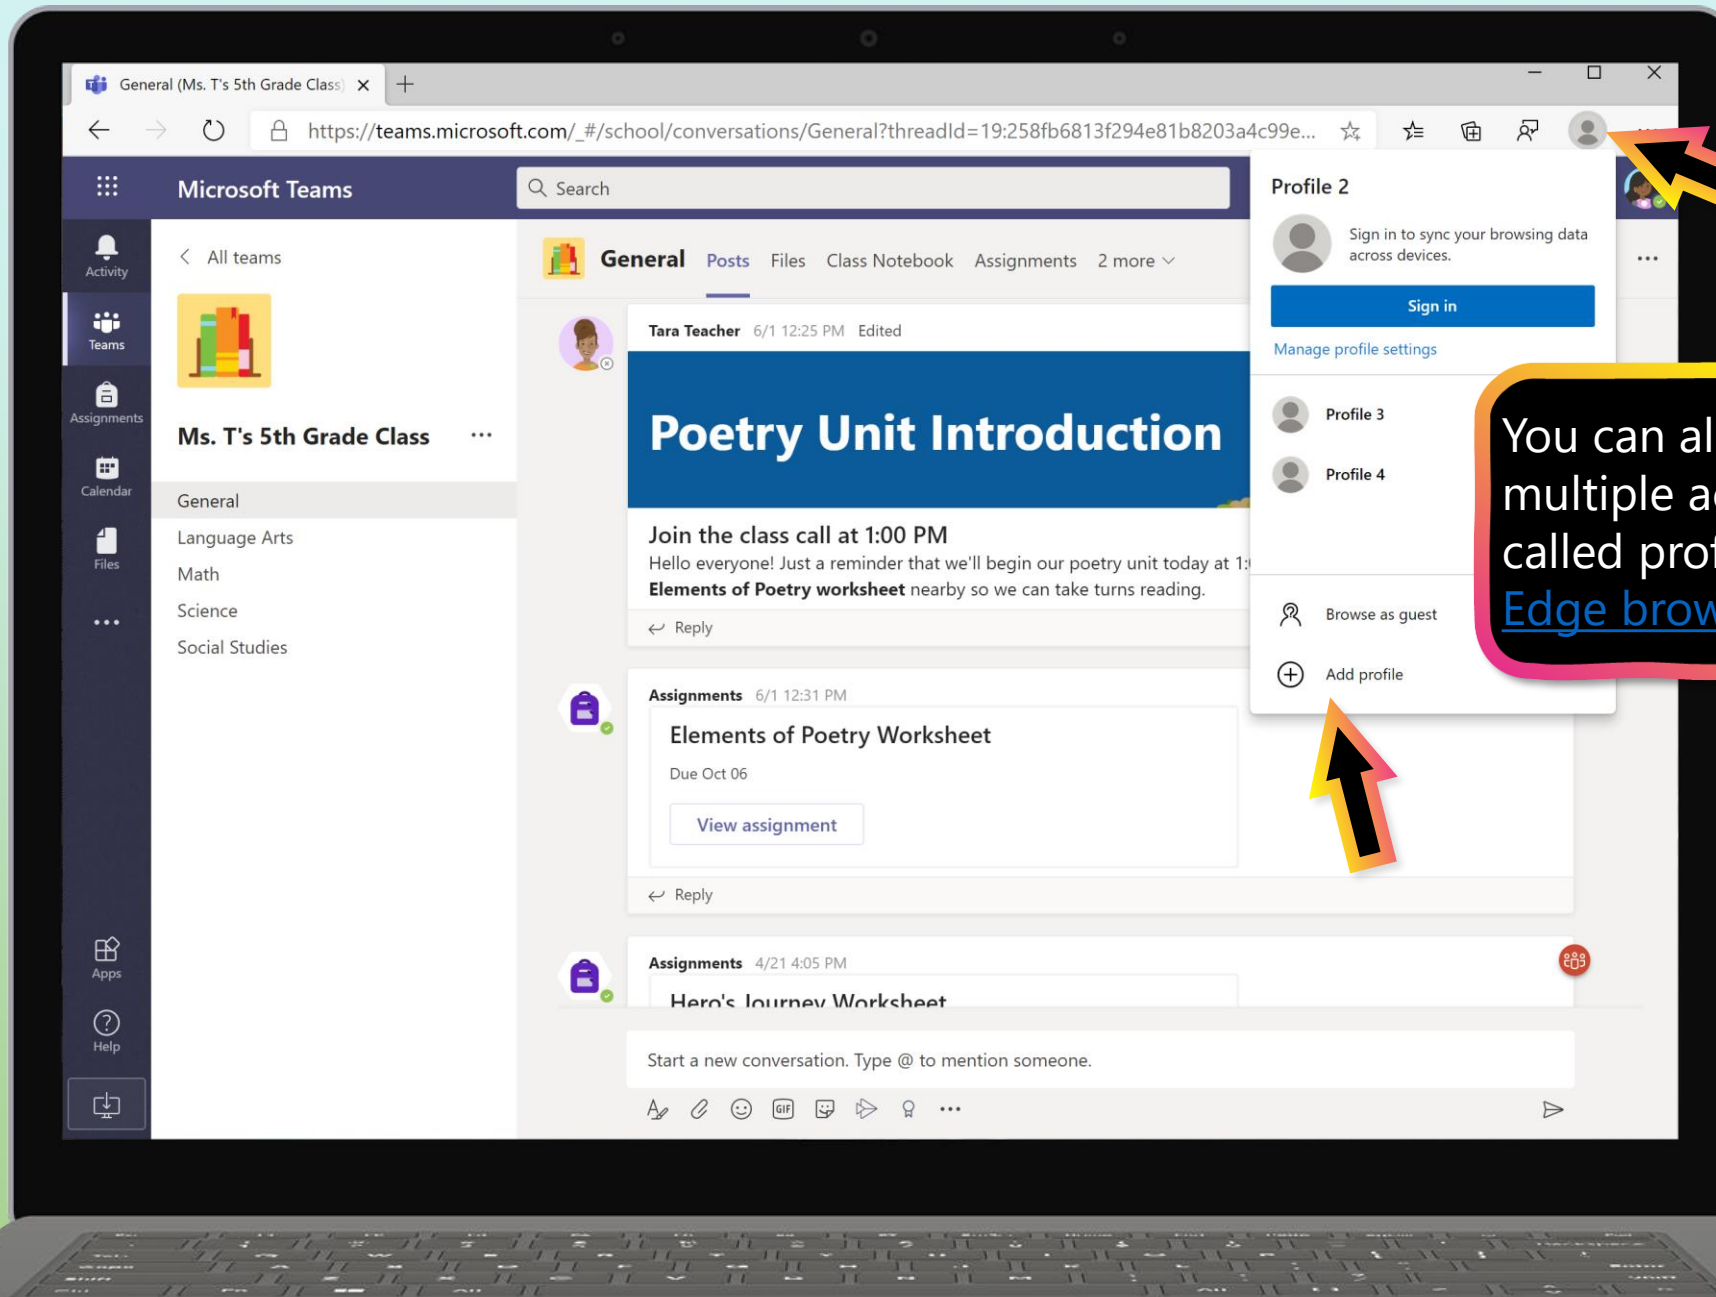 General (Ms. T's 5th Grade Class)
https://teams.microsoft.com/_#/school/conversations/General?threadId=19:258fb6813f294e81b8203a4c99e...
Microsoft Teams
Search
Activity
Teams
Assignments
Calendar
Files
Apps
Help
All teams
Ms. T's 5th Grade Class
General
Language Arts
Math
Science
Social Studies
General Posts Files Class Notebook Assignments 2 more
Tara Teacher 6/1 12:25 PM Edited
Poetry Unit Introduction
Join the class call at 1:00 PM
Hello everyone! Just a reminder that we'll begin our poetry unit today at
Elements of Poetry worksheet nearby so we can take turns reading.
Reply
Assignments 6/1 12:31 PM
Elements of Poetry Worksheet
Due Oct 06
View assignment
Reply
Assignments 4/21 4:05 PM
Hero's Journey Worksheet
Start a new conversation. Type @ to mention someone.
GIF
Profile 2
Sign in to sync your browsing data
across devices.
Sign in
Manage profile settings
Profile 3
Profile 4
Browse as guest
Add profile
You can
multiple
called
Edge